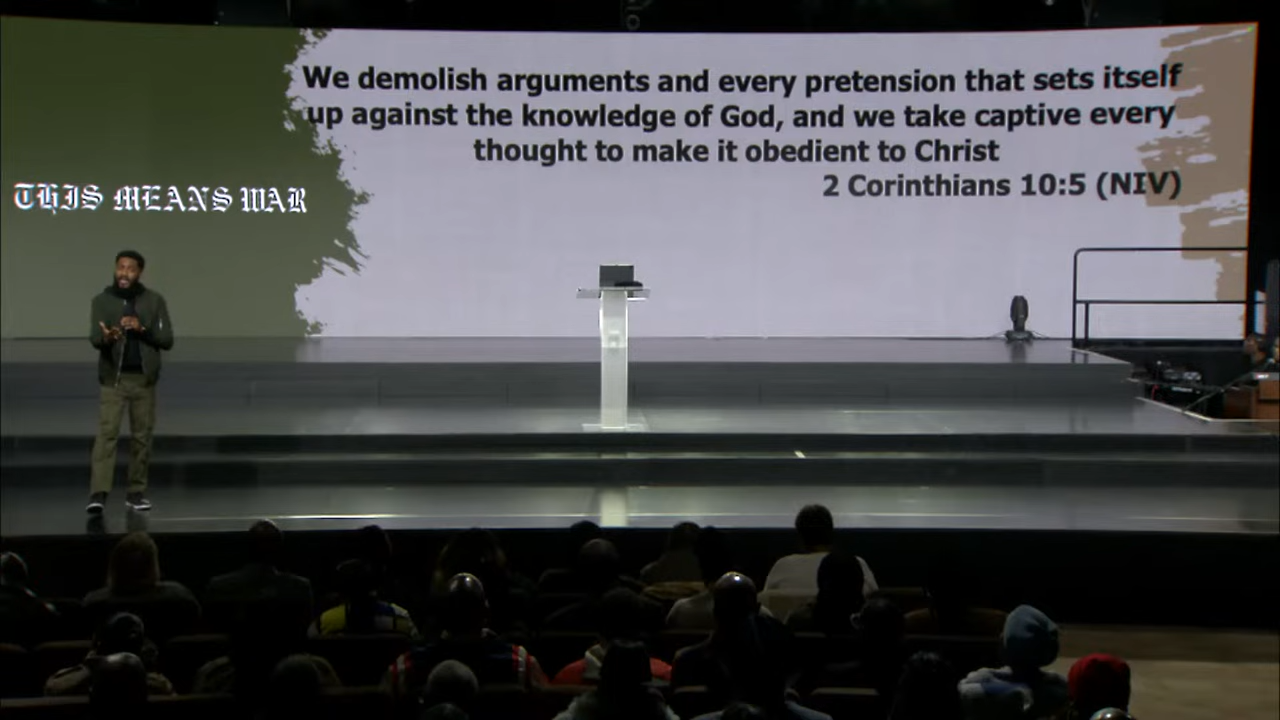 We demolish arguments and every pretension that sets itself
up against the knowledge of God, and we take captive every
thought to make it obedient to Christ
2 Corinthians 10:5 (NIV)
THIS MEANS WAR